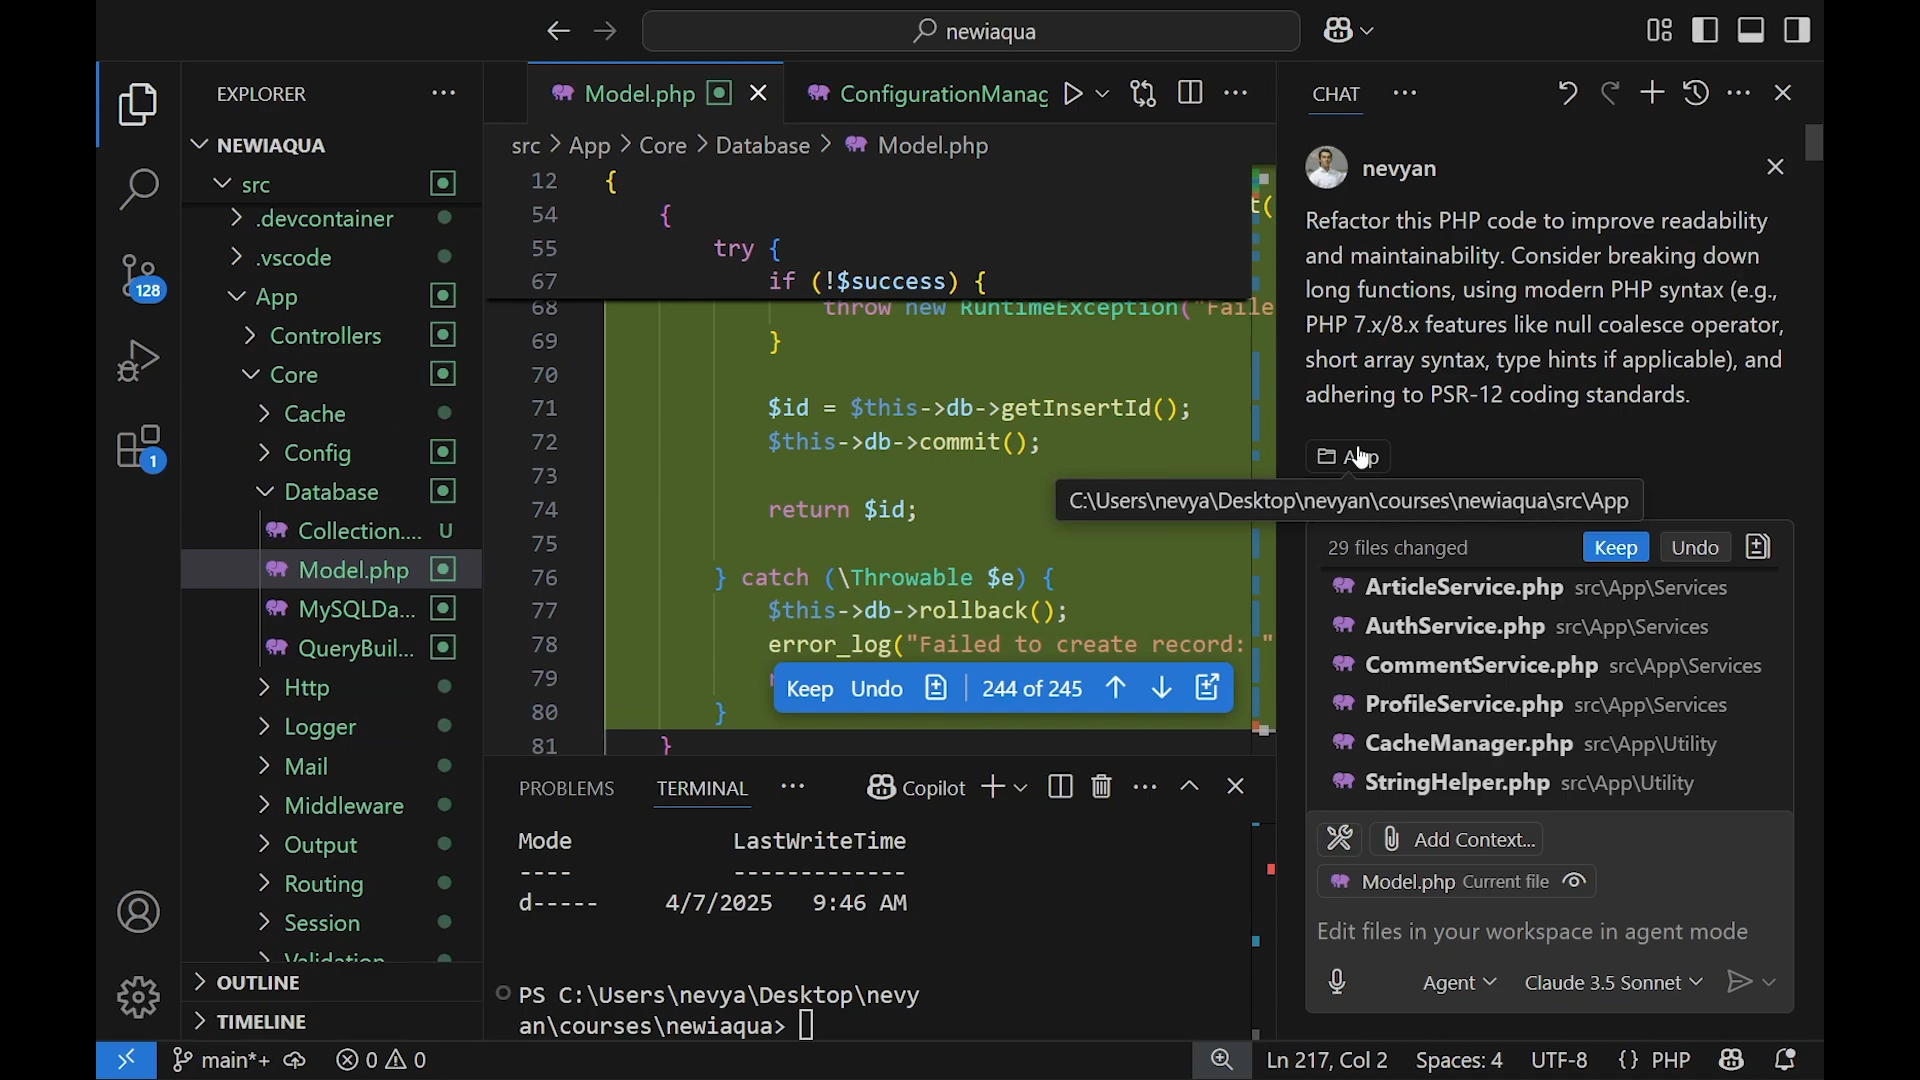 newiaqua
EXPLORER
NEWIAQUA
src
.devcontainer
.vscode
App
Controllers
Core
Cache
Config
Database
Collection.... U
Model.php
MySQLDa...
QueryBuil...
Http
Logger
Mail
Middleware
Output
Routing
Session
Validation
OUTLINE
TIMELINE
128
1
Model.php
ConfigurationManag
src > App > Core > Database > Model.php
12 {
54 {
55 try {
67 if (!$success) {
68 throw new RuntimeException("Faile
69 }
70
71 $id = $this->db->getInsertId();
72 $this->db->commit();
73
74 return $id;
75
76 } catch (\Throwable $e) {
77 $this->db->rollback();
78 error_log("Failed to create record: "
79
80 }
81 }
t(
Keep Undo 244 of 245
PROBLEMS TERMINAL Copilot
Mode LastWriteTime
---- -------------
d----- 4/7/2025 9:46 AM
PS C:\Users\nevya\Desktop\nevy
an\courses\newiaqua>
CHAT
nevyan
Refactor this PHP code to improve readability
and maintainability. Consider breaking down
long functions, using modern PHP syntax (e.g.,
PHP 7.x/8.x features like null coalesce operator,
short array syntax, type hints if applicable), and
adhering to PSR-12 coding standards.
App
C:\Users\nevya\Desktop\nevyan\courses\newiaqua\src\App
29 files changed Keep Undo
ArticleService.php src\App\Services
AuthService.php src\App\Services
CommentService.php src\App\Services
ProfileService.php src\App\Services
CacheManager.php src\App\Utility
StringHelper.php src\App\Utility
Add Context...
Model.php Current file
Edit files in your workspace in agent mode
Agent Claude 3.5 Sonnet
main*+ 0 0
Ln 217, Col 2 Spaces: 4 UTF-8 {} PHP